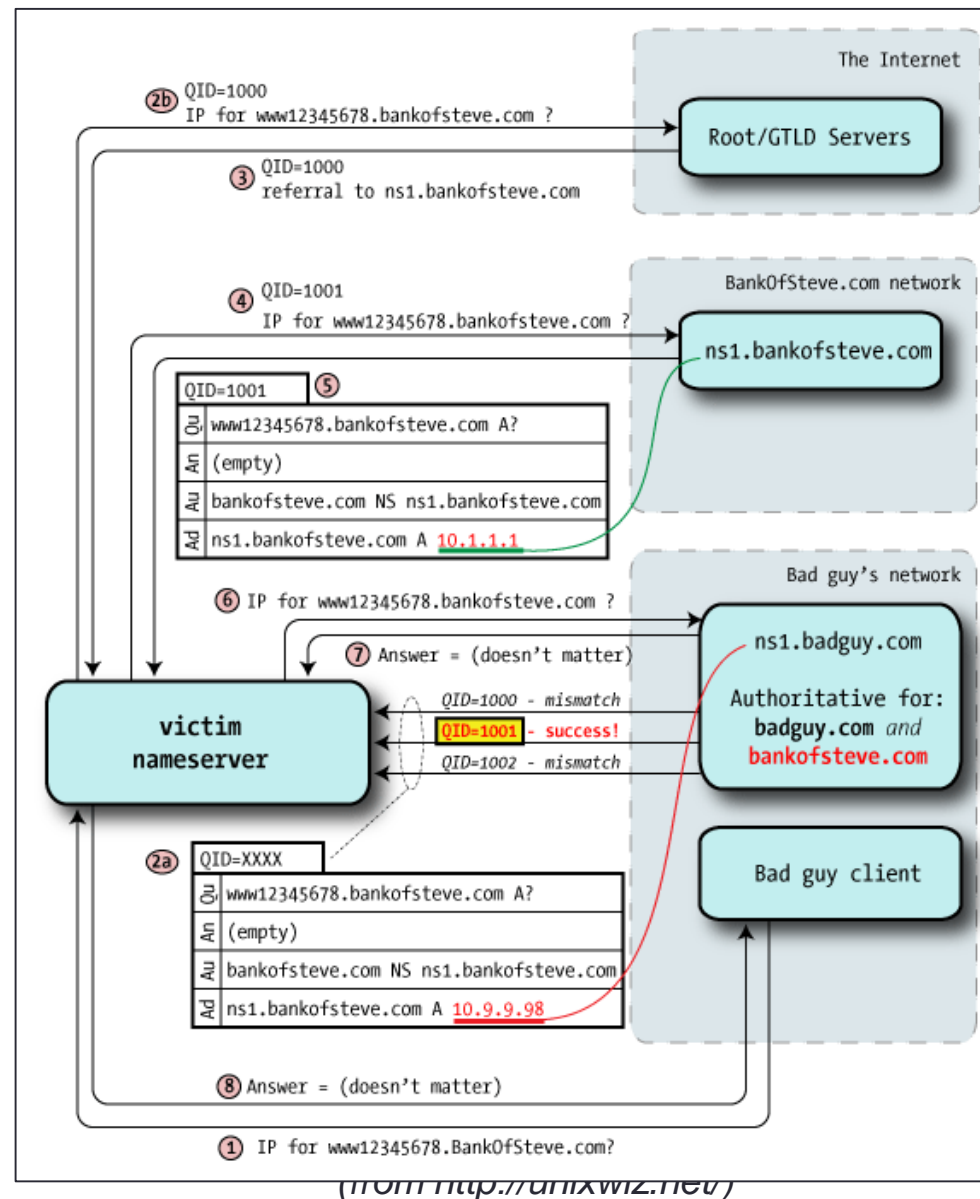 The Internet
2b QID=1000
IP for www12345678.bankofsteve.com ?
Root/GTLD Servers
3 QID=1000
referral to ns1.bankofsteve.com
BankOfSteve.com network
4 QID=1001
IP for www12345678.bankofsteve.com ?
ns1.bankofsteve.com
QID=1001 5
Qu www12345678.bankofsteve.com A?
An (empty)
Au bankofsteve.com NS ns1.bankofsteve.com
Ad ns1.bankofsteve.com A 10.1.1.1
Bad guy's network
6 IP for www12345678.bankofsteve.com ?
ns1.badguy.com
7 Answer = (doesn't matter)
Authoritative for:
badguy.com and
bankofsteve.com
QID=1000 - mismatch
QID=1001 - success!
QID=1002 - mismatch
victim
nameserver
2a QID=XXXX
Qu www12345678.bankofsteve.com A?
An (empty)
Au bankofsteve.com NS ns1.bankofsteve.com
Ad ns1.bankofsteve.com A 10.9.9.98
Bad guy client
8 Answer = (doesn't matter)
1 IP for www12345678.BankOfSteve.com?
(from http://unixwiz.net/)